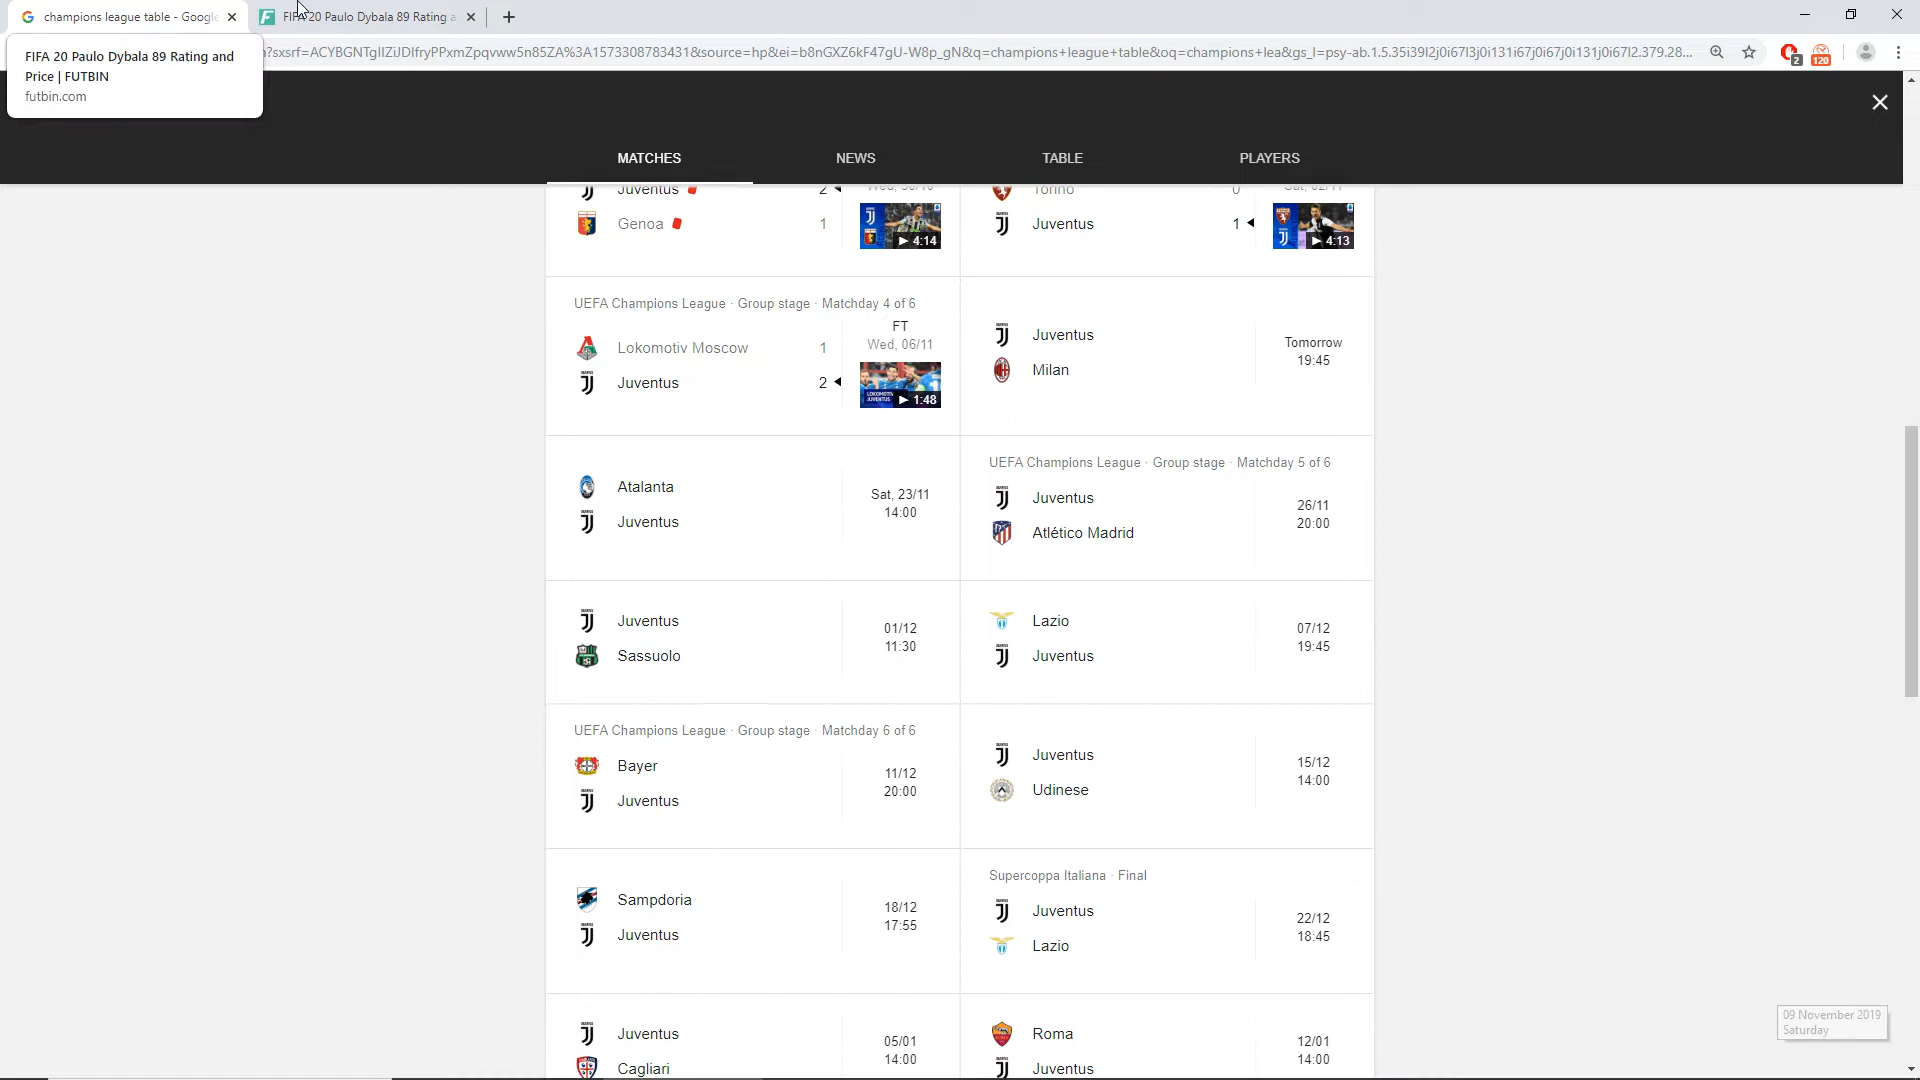 champions league table - Google
FIFA 20 Paulo Dybala 89 Rating a
FIFA 20 Paulo Dybala 89 Rating and
Price | FUTBIN
futbin.com
2
120
MATCHES
NEWS
TABLE
PLAYERS
Juventus 2
Genoa 1
4:14
Torino 0
Juventus 1
4:13
UEFA Champions League · Group stage · Matchday 4 of 6
Lokomotiv Moscow 1
Juventus 2
FT
Wed, 06/11
1:48
Juventus
Milan
Tomorrow
19:45
Atalanta
Juventus
Sat, 23/11
14:00
UEFA Champions League · Group stage · Matchday 5 of 6
Juventus
Atlético Madrid
26/11
20:00
Juventus
Sassuolo
01/12
11:30
Lazio
Juventus
07/12
19:45
UEFA Champions League · Group stage · Matchday 6 of 6
Bayer
Juventus
11/12
20:00
Juventus
Udinese
15/12
14:00
Sampdoria
Juventus
18/12
17:55
Supercoppa Italiana · Final
Juventus
Lazio
22/12
18:45
Juventus
Cagliari
05/01
14:00
Roma
Juventus
12/01
14:00
09 November 2019
Saturday